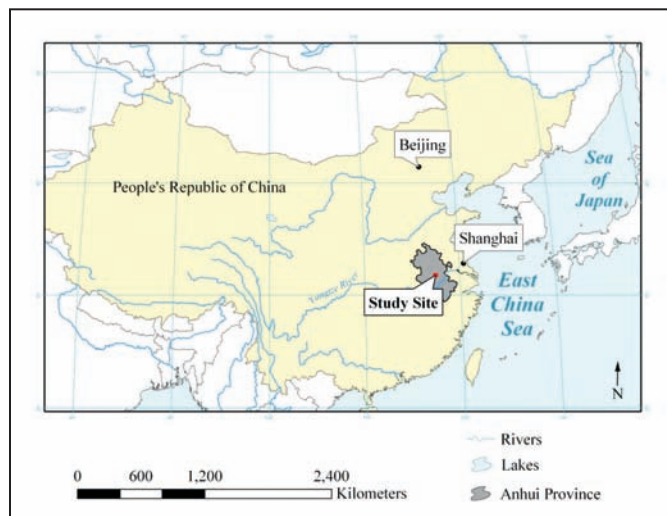 Beijing
People's Republic of China
Sea
of
Japan
Shanghai
Yangtze River
Study Site
East
China
Sea
N
Rivers
Lakes
Anhui Province
0 600 1,200 2,400
Kilometers